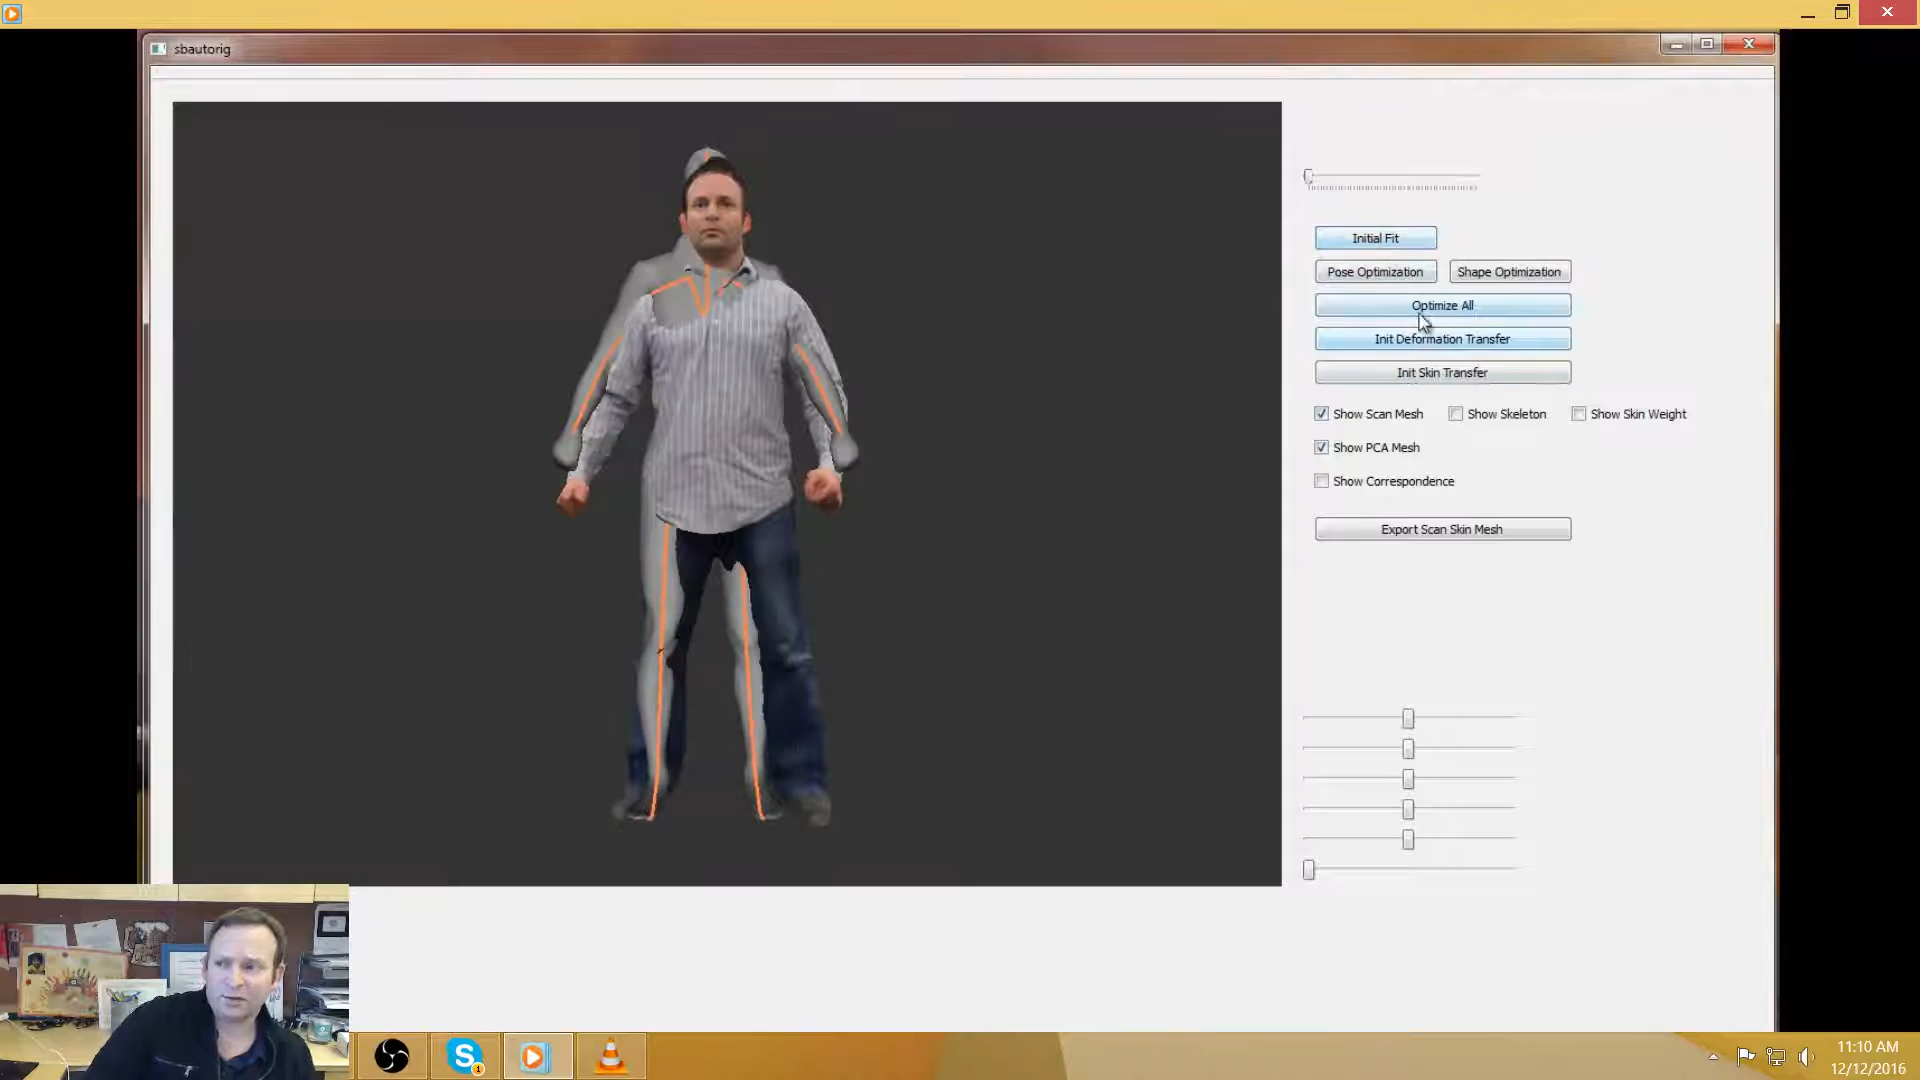 sbautorig
Initial Fit
Pose Optimization
Shape Optimization
Optimize All
Init Deformation Transfer
Init Skin Transfer
Show Scan Mesh
Show Skeleton
Show Skin Weight
Show PCA Mesh
Show Correspondence
Export Scan Skin Mesh
11:10 AM
12/12/2016